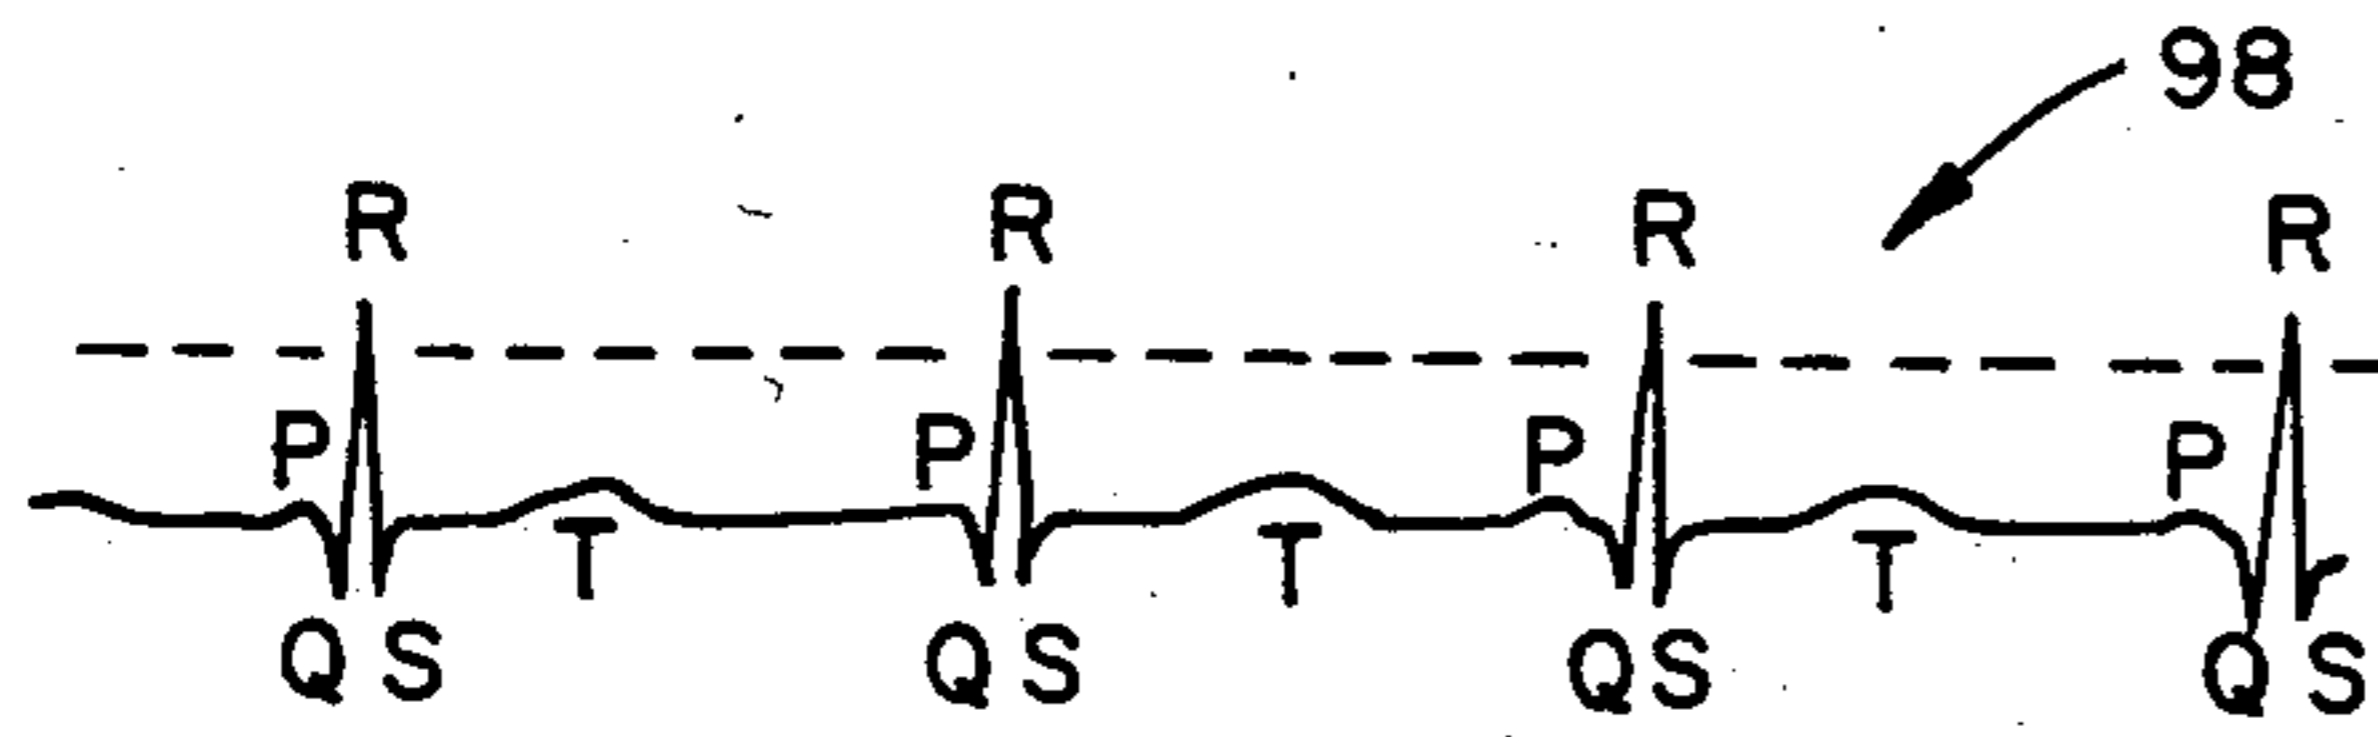 98
R R R R
P P P P
T T T
Q S Q S Q S Q S